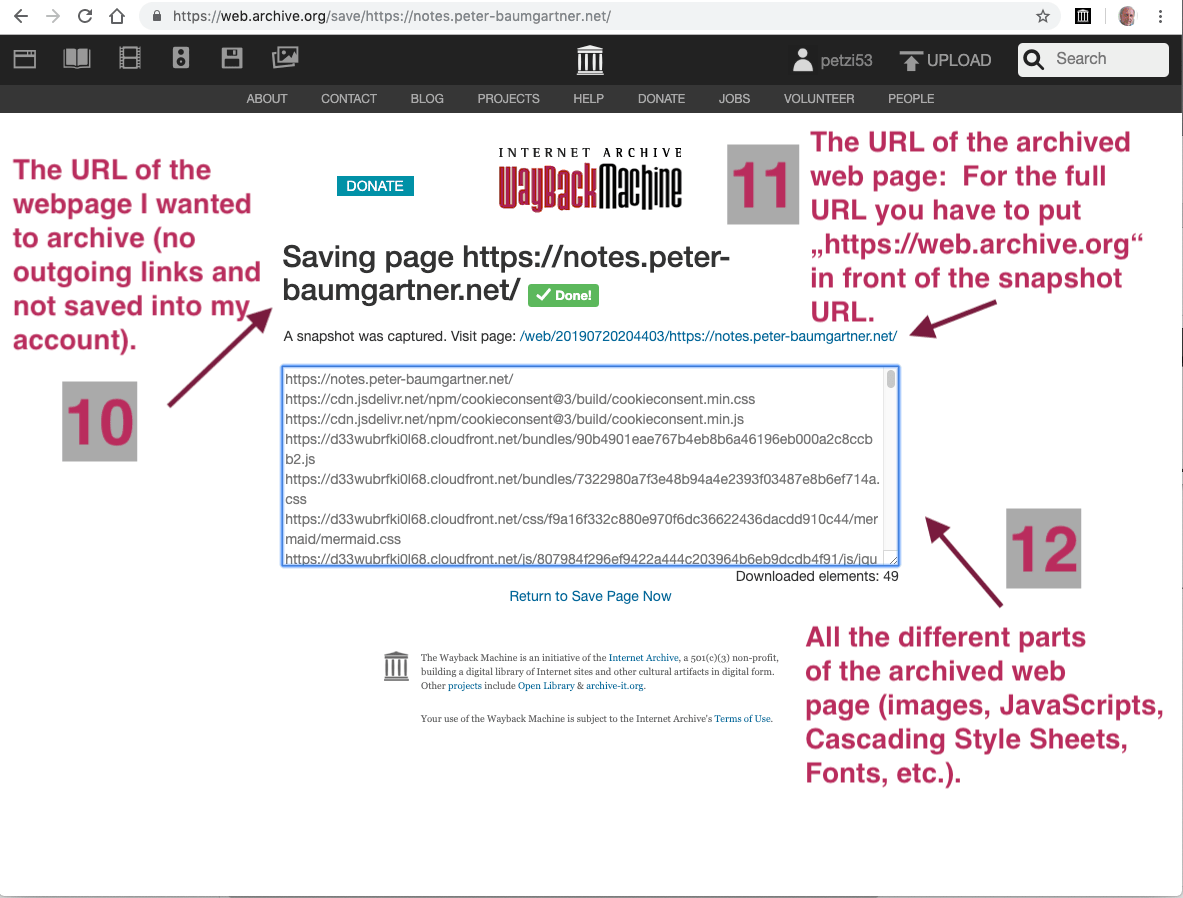 https://web.archive.org/save/https://notes.peter-baumgartner.net/
petzi53
UPLOAD
Search
ABOUT
CONTACT
BLOG
PROJECTS
HELP
DONATE
JOBS
VOLUNTEER
PEOPLE
The URL of the
webpage I wanted
to archive (no
outgoing links and
not saved into my
account).
10
DONATE
INTERNET ARCHIVE
WayBackMachine
11
The URL of the archived
web page:  For the full
URL you have to put
„https://web.archive.org“
in front of the snapshot
URL.
Saving page https://notes.peter-
baumgartner.net/ Done!
A snapshot was captured. Visit page: /web/20190720204403/https://notes.peter-baumgartner.net/
https://notes.peter-baumgartner.net/
https://cdn.jsdelivr.net/npm/cookieconsent@3/build/cookieconsent.min.css
https://cdn.jsdelivr.net/npm/cookieconsent@3/build/cookieconsent.min.js
https://d33wubrfki0l68.cloudfront.net/bundles/90b4901eae767b4eb8b6a46196eb000a2c8ccb
b2.js
https://d33wubrfki0l68.cloudfront.net/bundles/7322980a7f3e48b94a4e2393f03487e8b6ef714a.
css
https://d33wubrfki0l68.cloudfront.net/css/f9a16f332c880e970f6dc36622436dacdd910c44/mer
maid/mermaid.css
https://d33wubrfki0l68.cloudfront.net/js/807984f296ef9422a444c203964b6eb9dcdb4f91/js/jqu
Downloaded elements: 49
Return to Save Page Now
12
All the different parts
of the archived web
page (images, JavaScripts,
Cascading Style Sheets,
Fonts, etc.).
The Wayback Machine is an initiative of the Internet Archive, a 501(c)(3) non-profit,
building a digital library of Internet sites and other cultural artifacts in digital form.
Other projects include Open Library & archive-it.org.
Your use of the Wayback Machine is subject to the Internet Archive's Terms of Use.